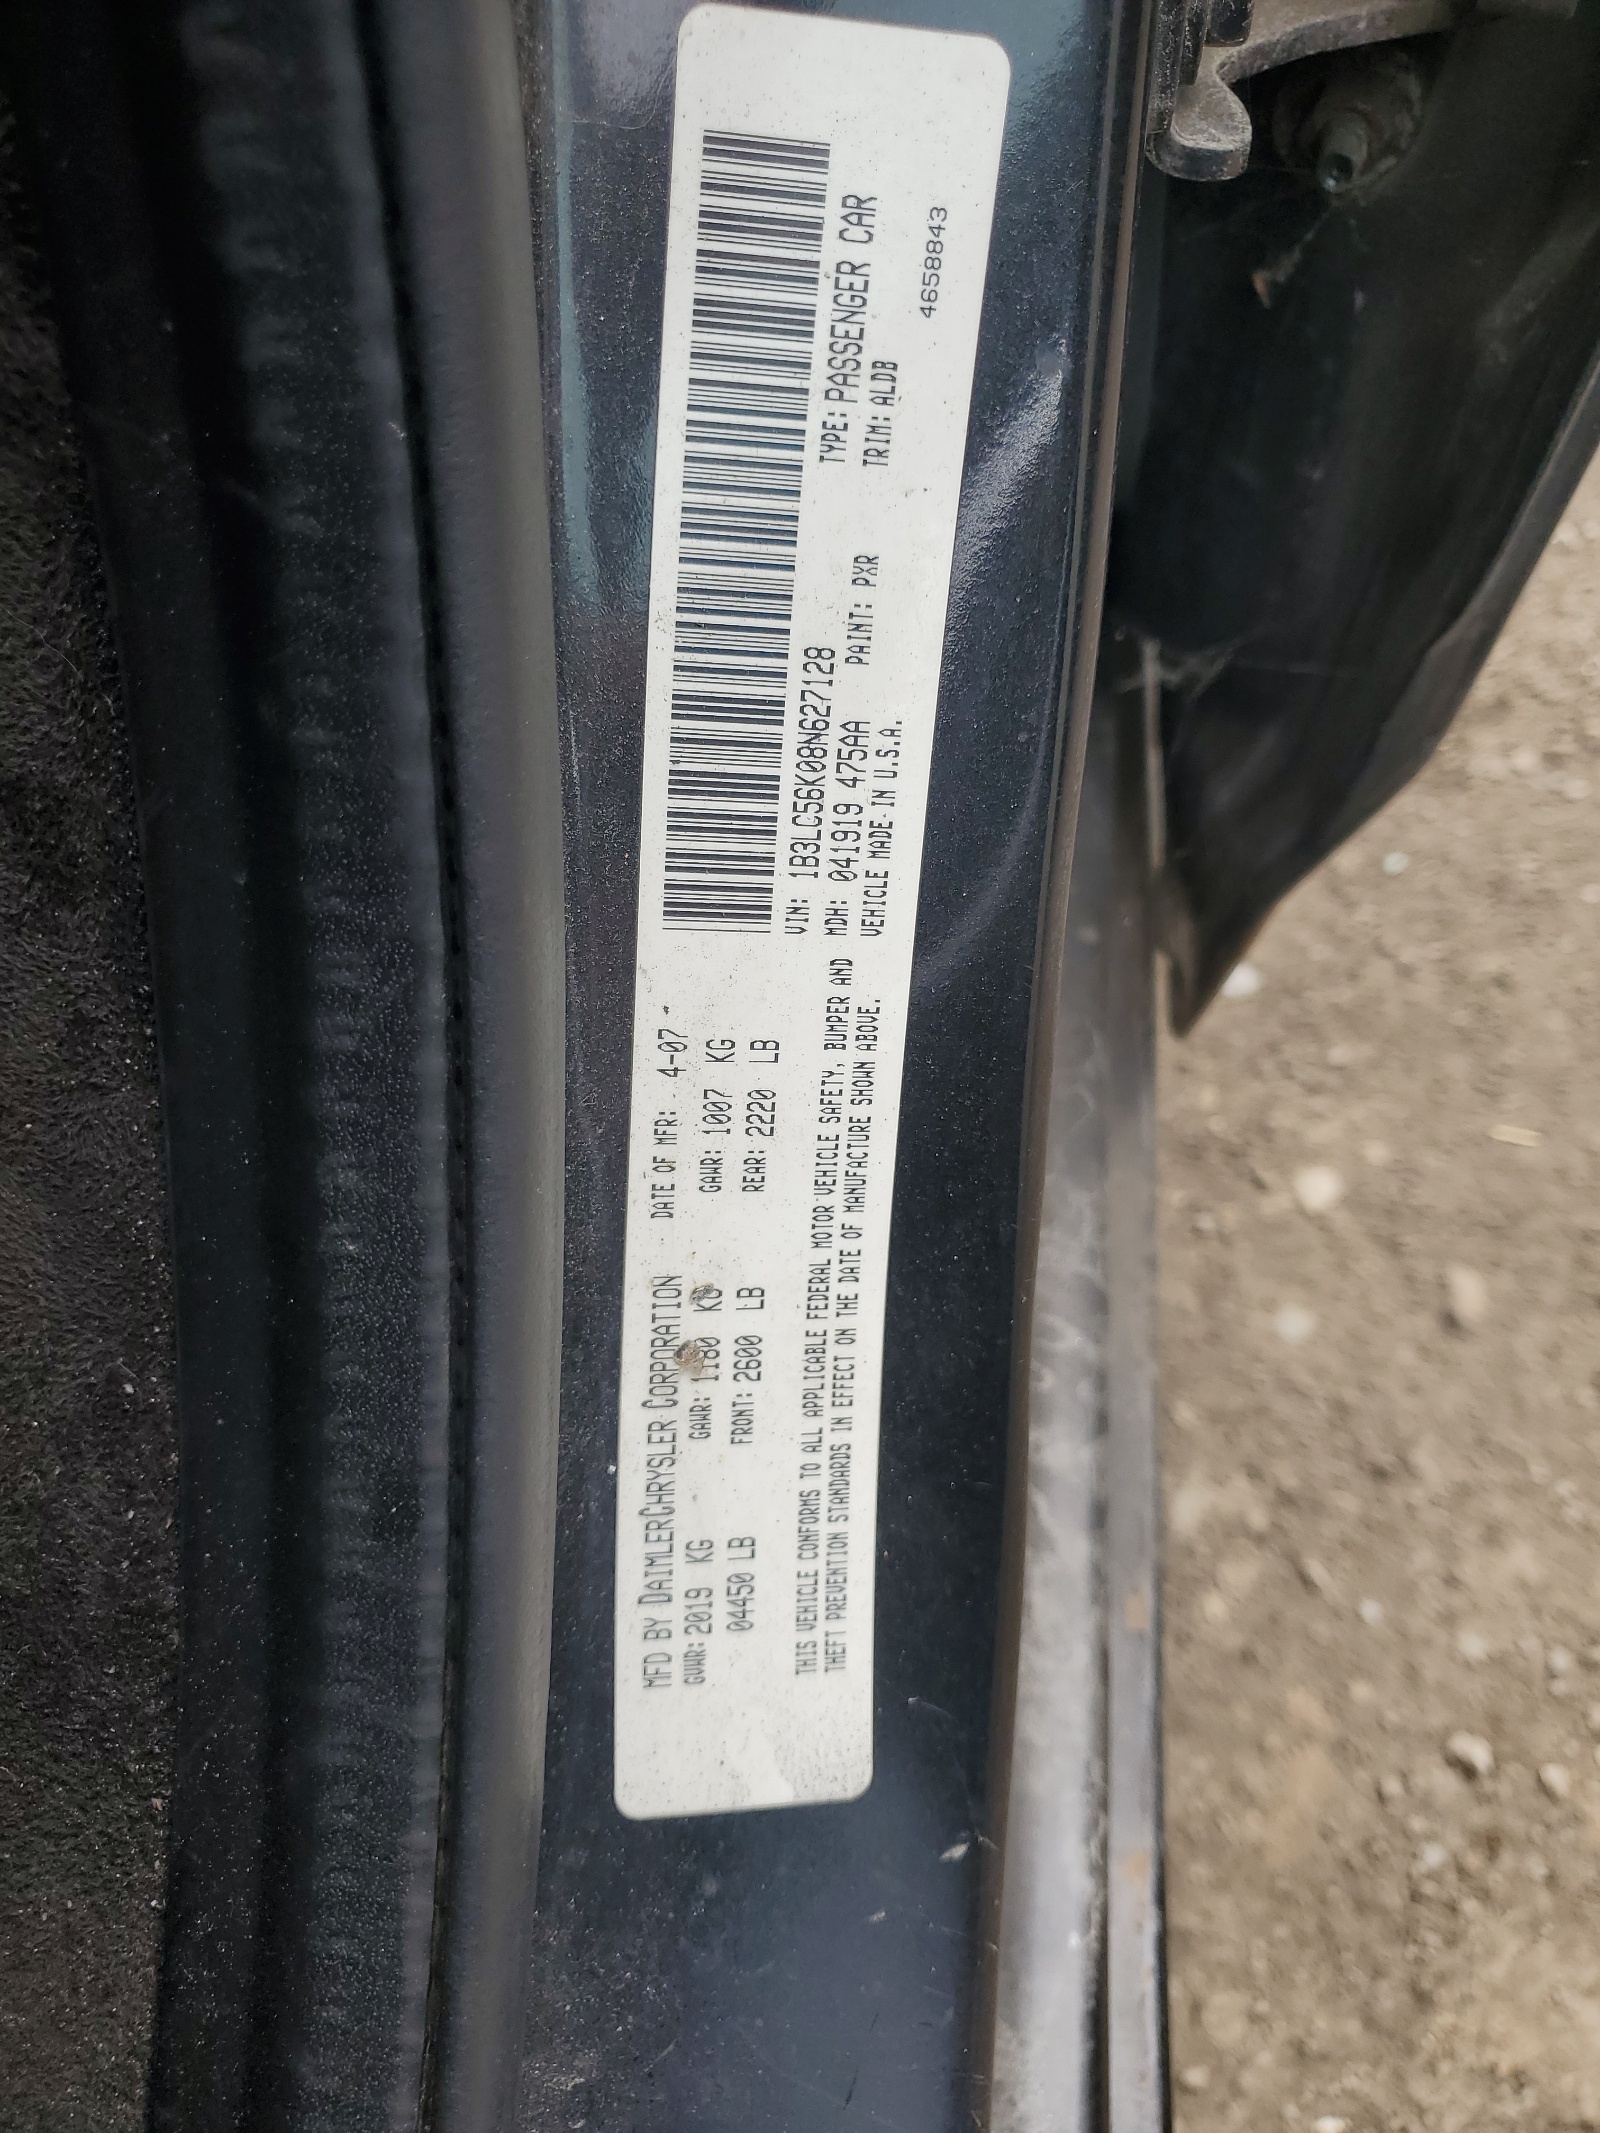 MFD BY DAIMLERCHRYSLER CORPORATION DATE OF MFR: 4-07
GVWR: 2019 KG GAWR: 1180 KG GAWR: 1007 KG
04450 LB FRONT: 2600 LB REAR: 2220 LB
THIS VEHICLE CONFORMS TO ALL APPLICABLE FEDERAL MOTOR VEHICLE SAFETY, BUMPER AND
THEFT PREVENTION STANDARDS IN EFFECT ON THE DATE OF MANUFACTURE SHOWN ABOVE.
VIN: 1B3LC56K08N627128 TYPE: PASSENGER CAR
MDH: 041919 475AA PAINT: PXR TRIM: ALDB
VEHICLE MADE IN U.S.A.
4658843